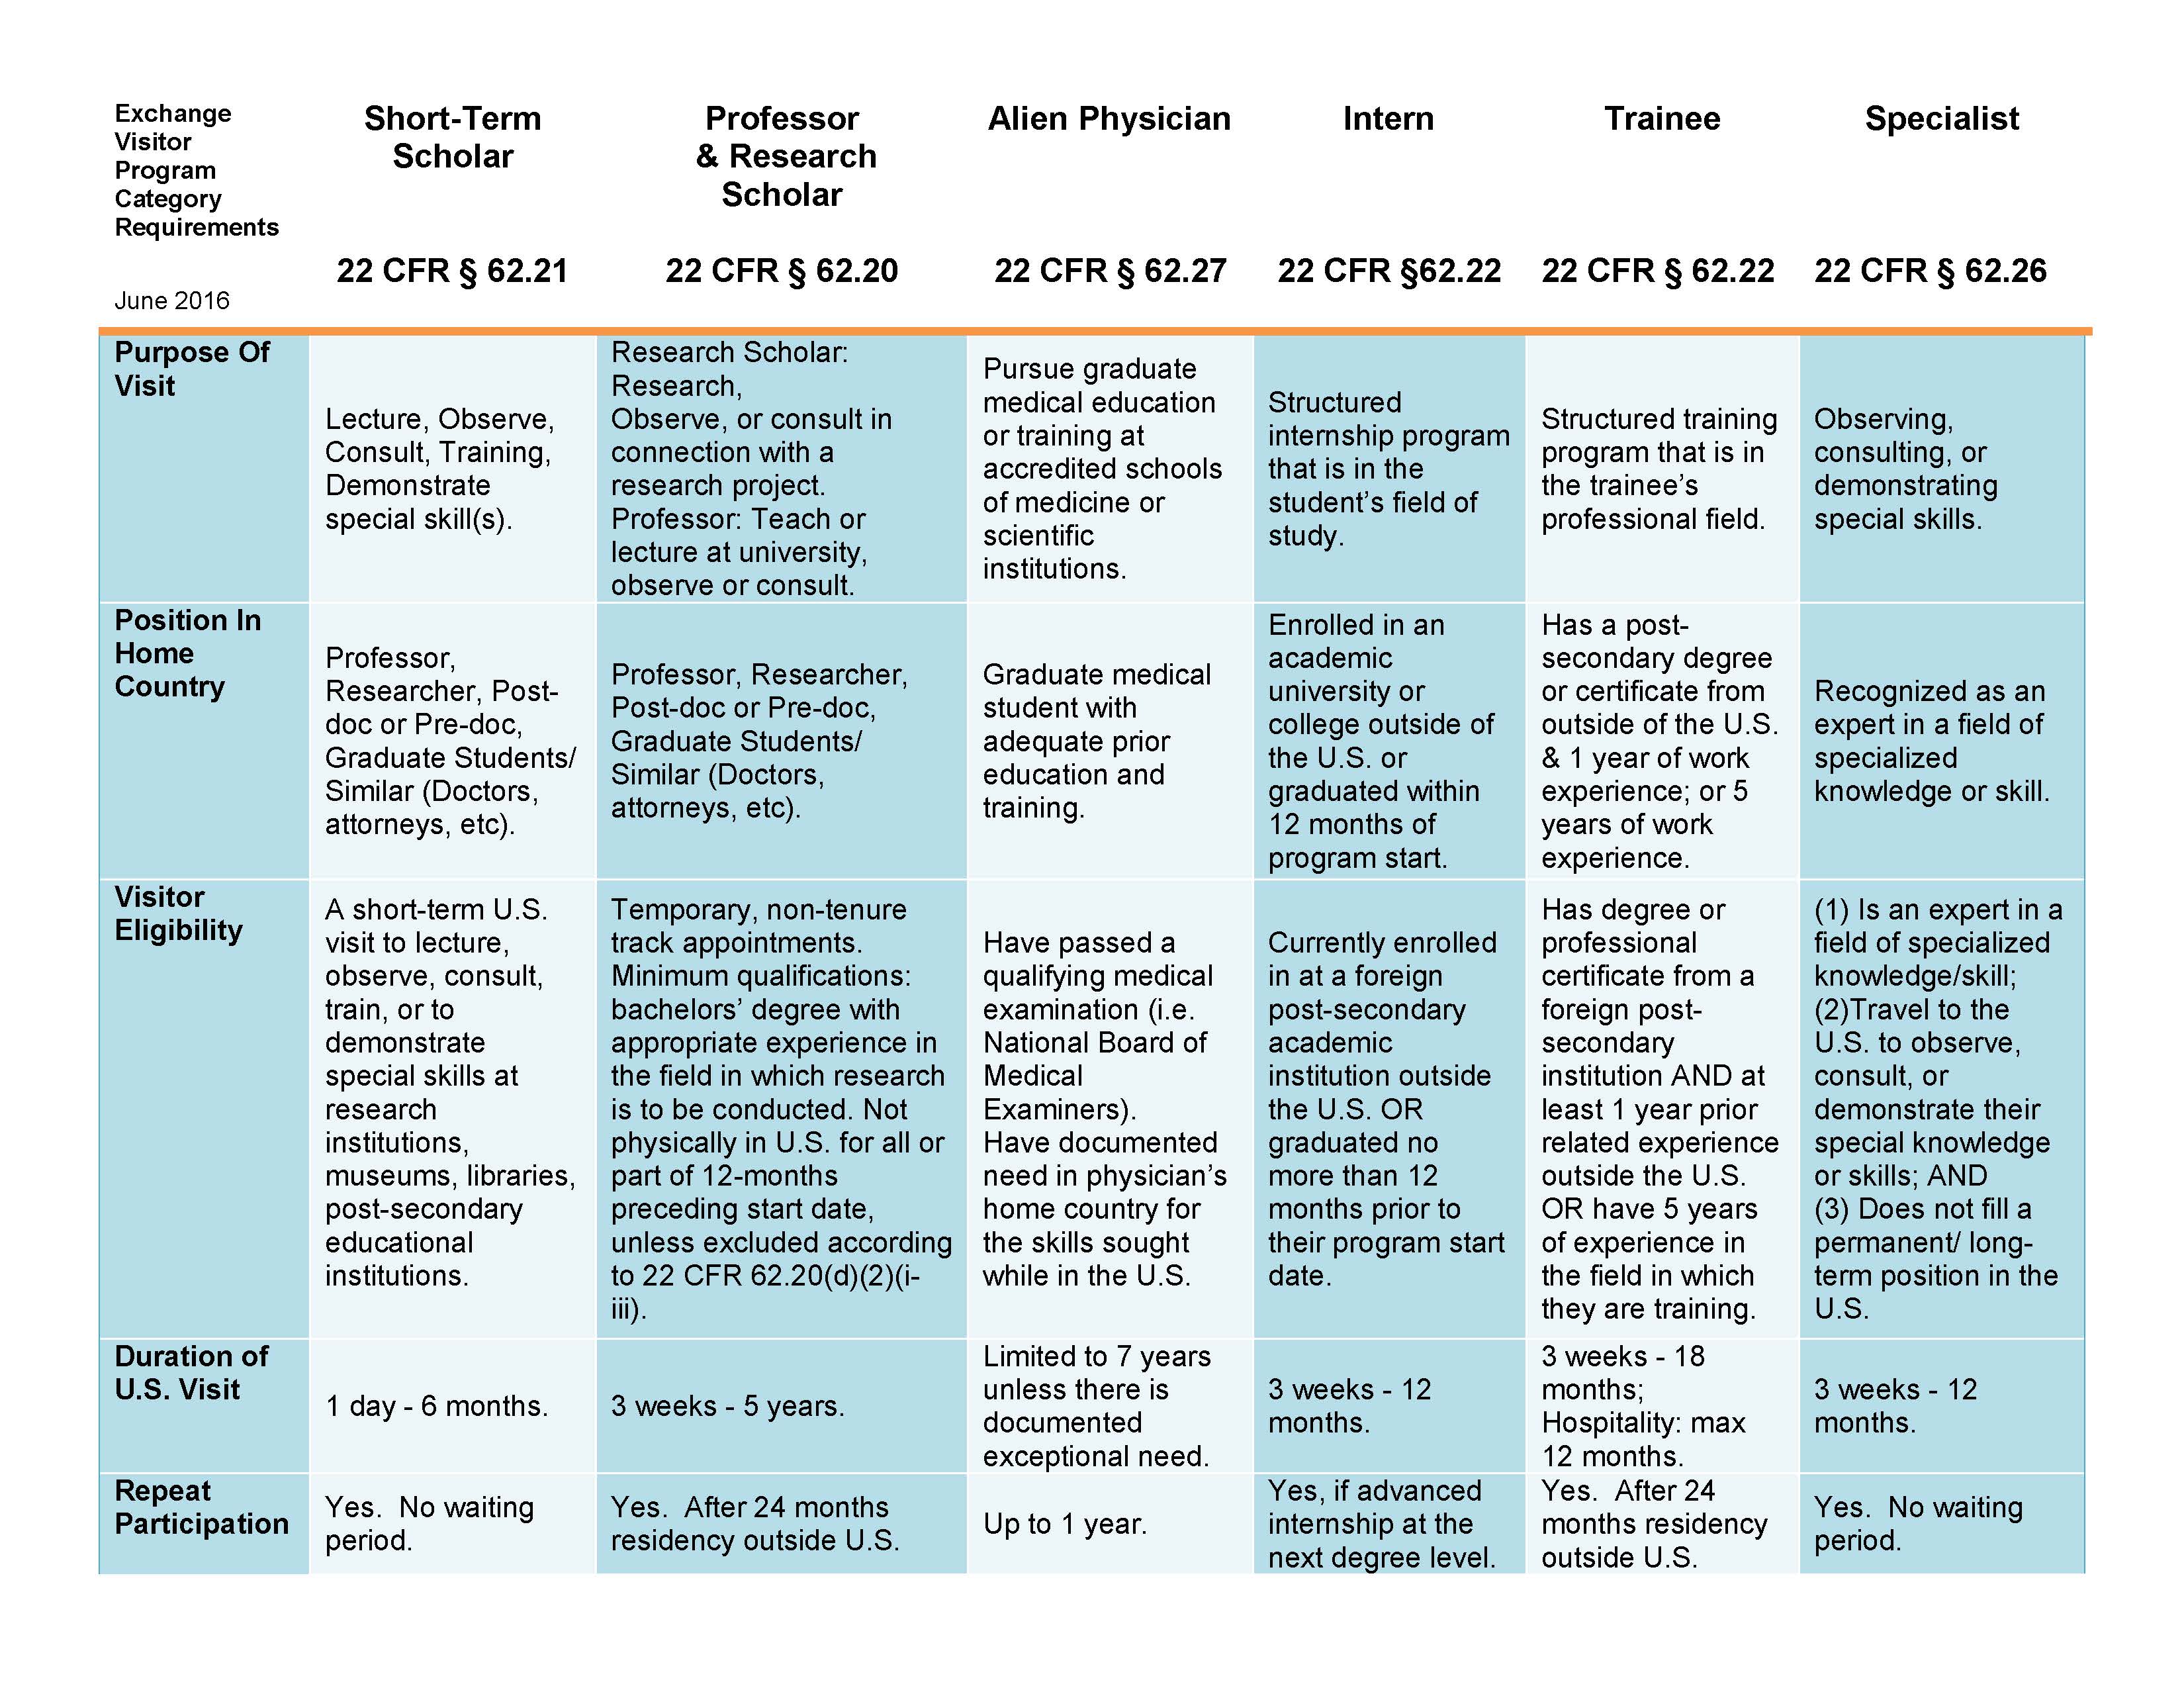 Exchange
Visitor
Program
Category
Requirements
June 2016
Short-Term
Scholar
22 CFR § 62.21
Professor
& Research
Scholar
22 CFR § 62.20
Alien Physician
22 CFR § 62.27
Intern
22 CFR §62.22
Trainee
22 CFR § 62.22
Specialist
22 CFR § 62.26
Purpose Of
Visit
Lecture, Observe,
Consult, Training,
Demonstrate
special skill(s).
Research Scholar:
Research,
Observe, or consult in
connection with a
research project.
Professor: Teach or
lecture at university,
observe or consult.
Pursue graduate
medical education
or training at
accredited schools
of medicine or
scientific
institutions.
Structured
internship program
that is in the
student’s field of
study.
Structured training
program that is in
the trainee’s
professional field.
Observing,
consulting, or
demonstrating
special skills.
Position In
Home
Country
Professor,
Researcher, Post-
doc or Pre-doc,
Graduate Students/
Similar (Doctors,
attorneys, etc).
Professor, Researcher,
Post-doc or Pre-doc,
Graduate Students/
Similar (Doctors,
attorneys, etc).
Graduate medical
student with
adequate prior
education and
training.
Enrolled in an
academic
university or
college outside of
the U.S. or
graduated within
12 months of
program start.
Has a post-
secondary degree
or certificate from
outside of the U.S.
& 1 year of work
experience; or 5
years of work
experience.
Recognized as an
expert in a field of
specialized
knowledge or skill.
Visitor
Eligibility
A short-term U.S.
visit to lecture,
observe, consult,
train, or to
demonstrate
special skills at
research
institutions,
museums, libraries,
post-secondary
educational
institutions.
Temporary, non-tenure
track appointments.
Minimum qualifications:
bachelors’ degree with
appropriate experience in
the field in which research
is to be conducted. Not
physically in U.S. for all or
part of 12-months
preceding start date,
unless excluded according
to 22 CFR 62.20(d)(2)(i-
iii).
Have passed a
qualifying medical
examination (i.e.
National Board of
Medical
Examiners).
Have documented
need in physician’s
home country for
the skills sought
while in the U.S.
Currently enrolled
in at a foreign
post-secondary
academic
institution outside
the U.S. OR
graduated no
more than 12
months prior to
their program start
date.
Has degree or
professional
certificate from a
foreign post-
secondary
institution AND at
least 1 year prior
related experience
outside the U.S.
OR have 5 years
of experience in
the field in which
they are training.
(1) Is an expert in a
field of specialized
knowledge/skill;
(2)Travel to the
U.S. to observe,
consult, or
demonstrate their
special knowledge
or skills; AND
(3) Does not fill a
permanent/ long-
term position in the
U.S.
Duration of
U.S. Visit
1 day - 6 months.
3 weeks - 5 years.
Limited to 7 years
unless there is
documented
exceptional need.
3 weeks - 12
months.
3 weeks - 18
months;
Hospitality: max
12 months.
3 weeks - 12
months.
Repeat
Participation
Yes.  No waiting
period.
Yes.  After 24 months
residency outside U.S.
Up to 1 year.
Yes, if advanced
internship at the
next degree level.
Yes.  After 24
months residency
outside U.S.
Yes.  No waiting
period.